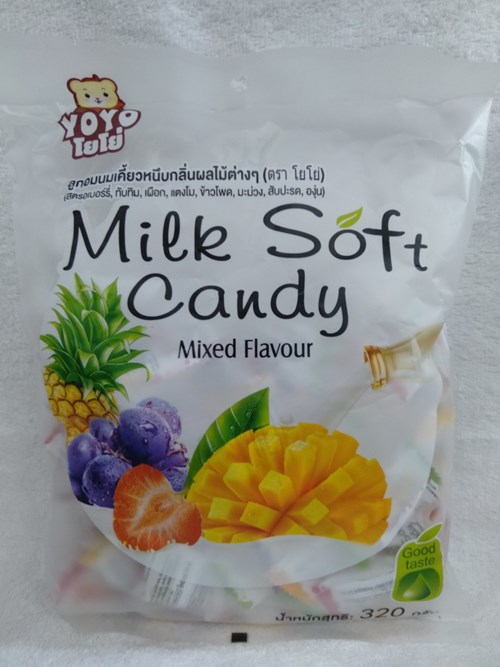 YOYO
โยโย่
ลูกอมนมเคี้ยวหนึบกลิ่นผลไม้ต่างๆ (ตรา โยโย่)
(สตรอเบอร์รี่, ทับทิม, เผือก, แตงโม, ข้าวโพด, มะม่วง, สับปะรด, องุ่น)
Milk Soft
Candy
Mixed Flavour
Good
taste
น้ำหนักสุทธิ: 320 กรัม